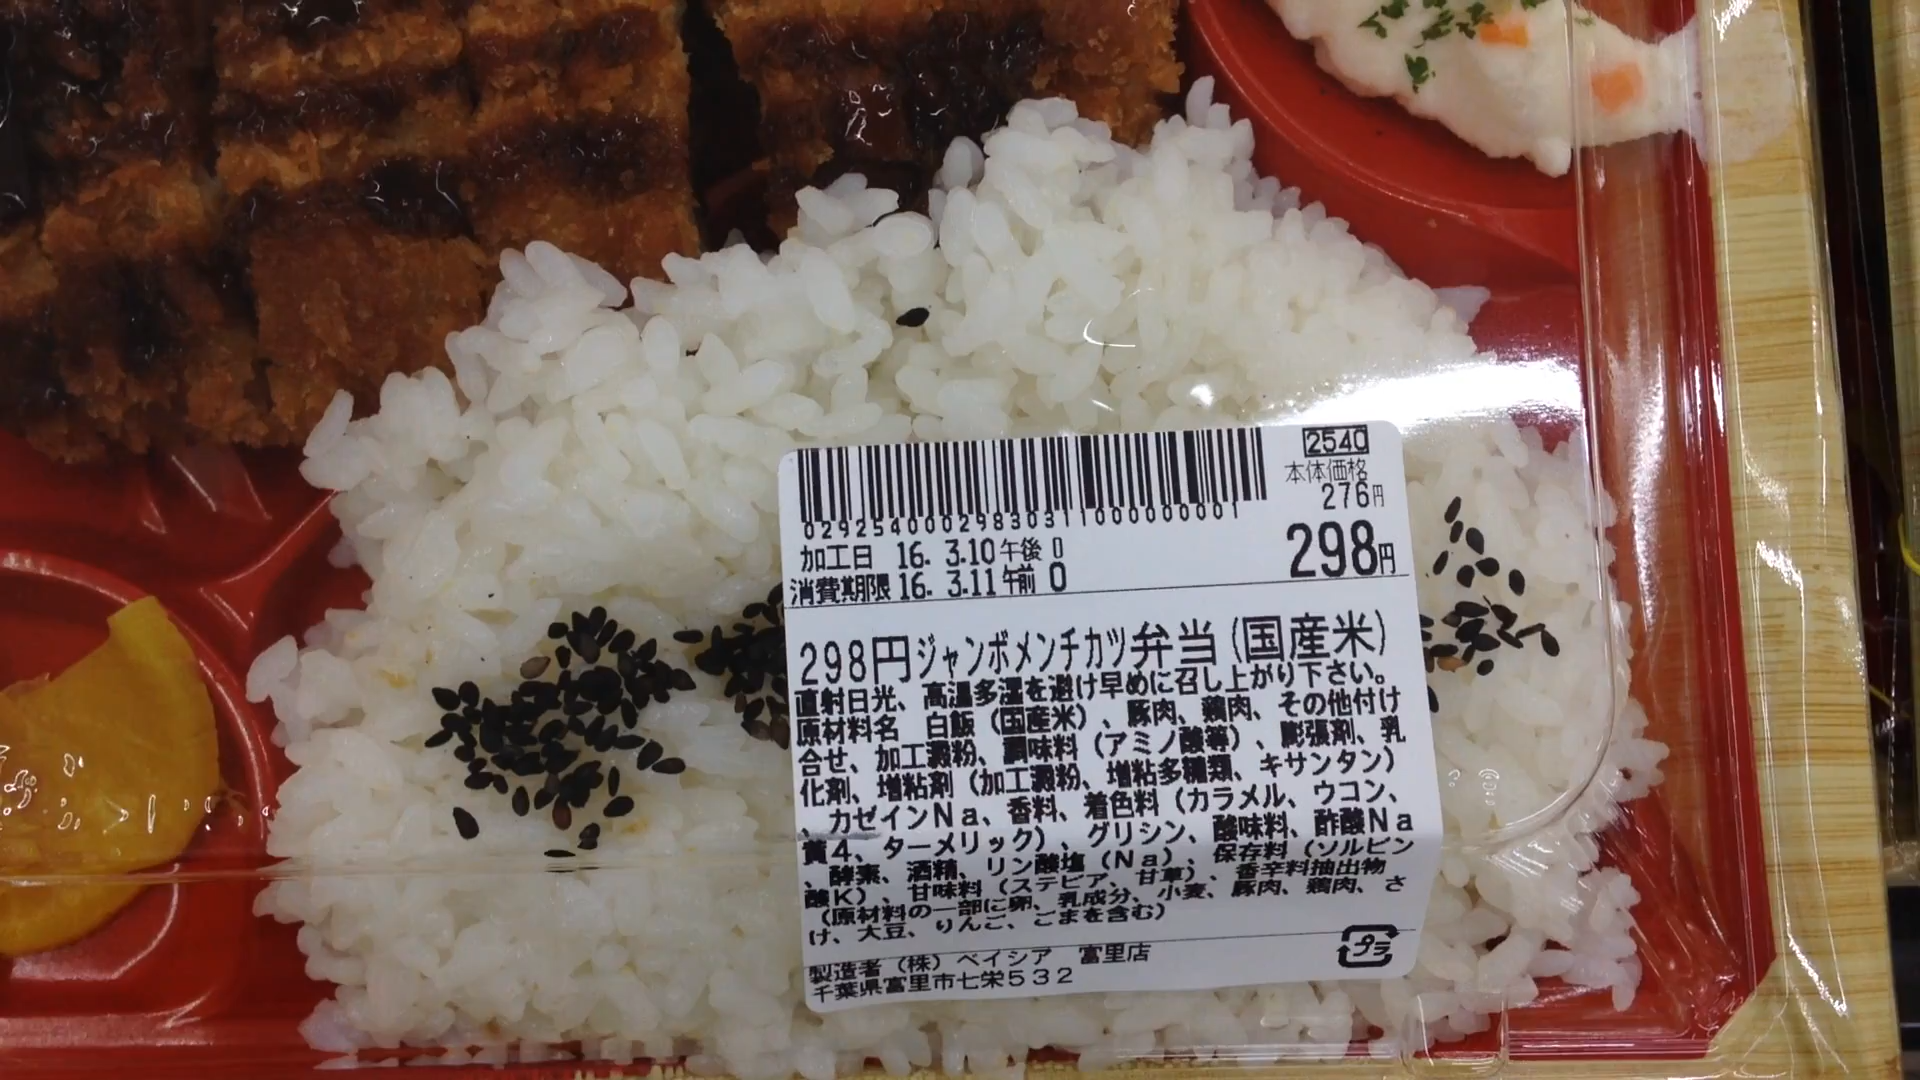 2540
本体価格
276円
02925400029830311000000001
加工日 16. 3.10 午後 0
298円
消費期限 16. 3.11 午前 0
298円ジャンボメンチカツ弁当(国産米)
直射日光、高温多湿を避け早めに召し上がり下さい。
原材料名 白飯(国産米)、豚肉、鶏肉、その他付け
合せ、加工澱粉、調味料(アミノ酸等)、膨張剤、乳
化剤、増粘剤(加工澱粉、増粘多糖類、キサンタン)
、カゼインNa、香料、着色料(カラメル、ウコン、
黄4、ターメリック)、グリシン、酸味料、酢酸Na
、酵素、酒精、リン酸塩(Na)、保存料(ソルビン
酸K)、甘味料(ステビア、甘草)、香辛料抽出物
(原材料の一部に卵、乳成分、小麦、豚肉、鶏肉、さ
け、大豆、りんご、ごまを含む)
プラ
製造者(株)ベイシア 富里店
千葉県富里市七栄532